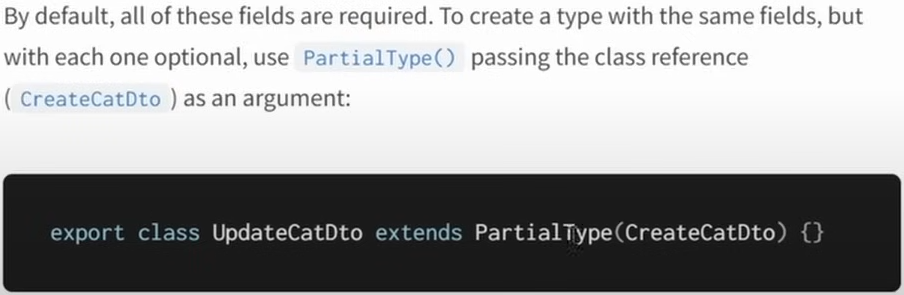 By default, all of these fields are required. To create a type with the same fields, but
with each one optional, use PartialType() passing the class reference
( CreateCatDto ) as an argument:
export class UpdateCatDto extends PartialType(CreateCatDto) {}